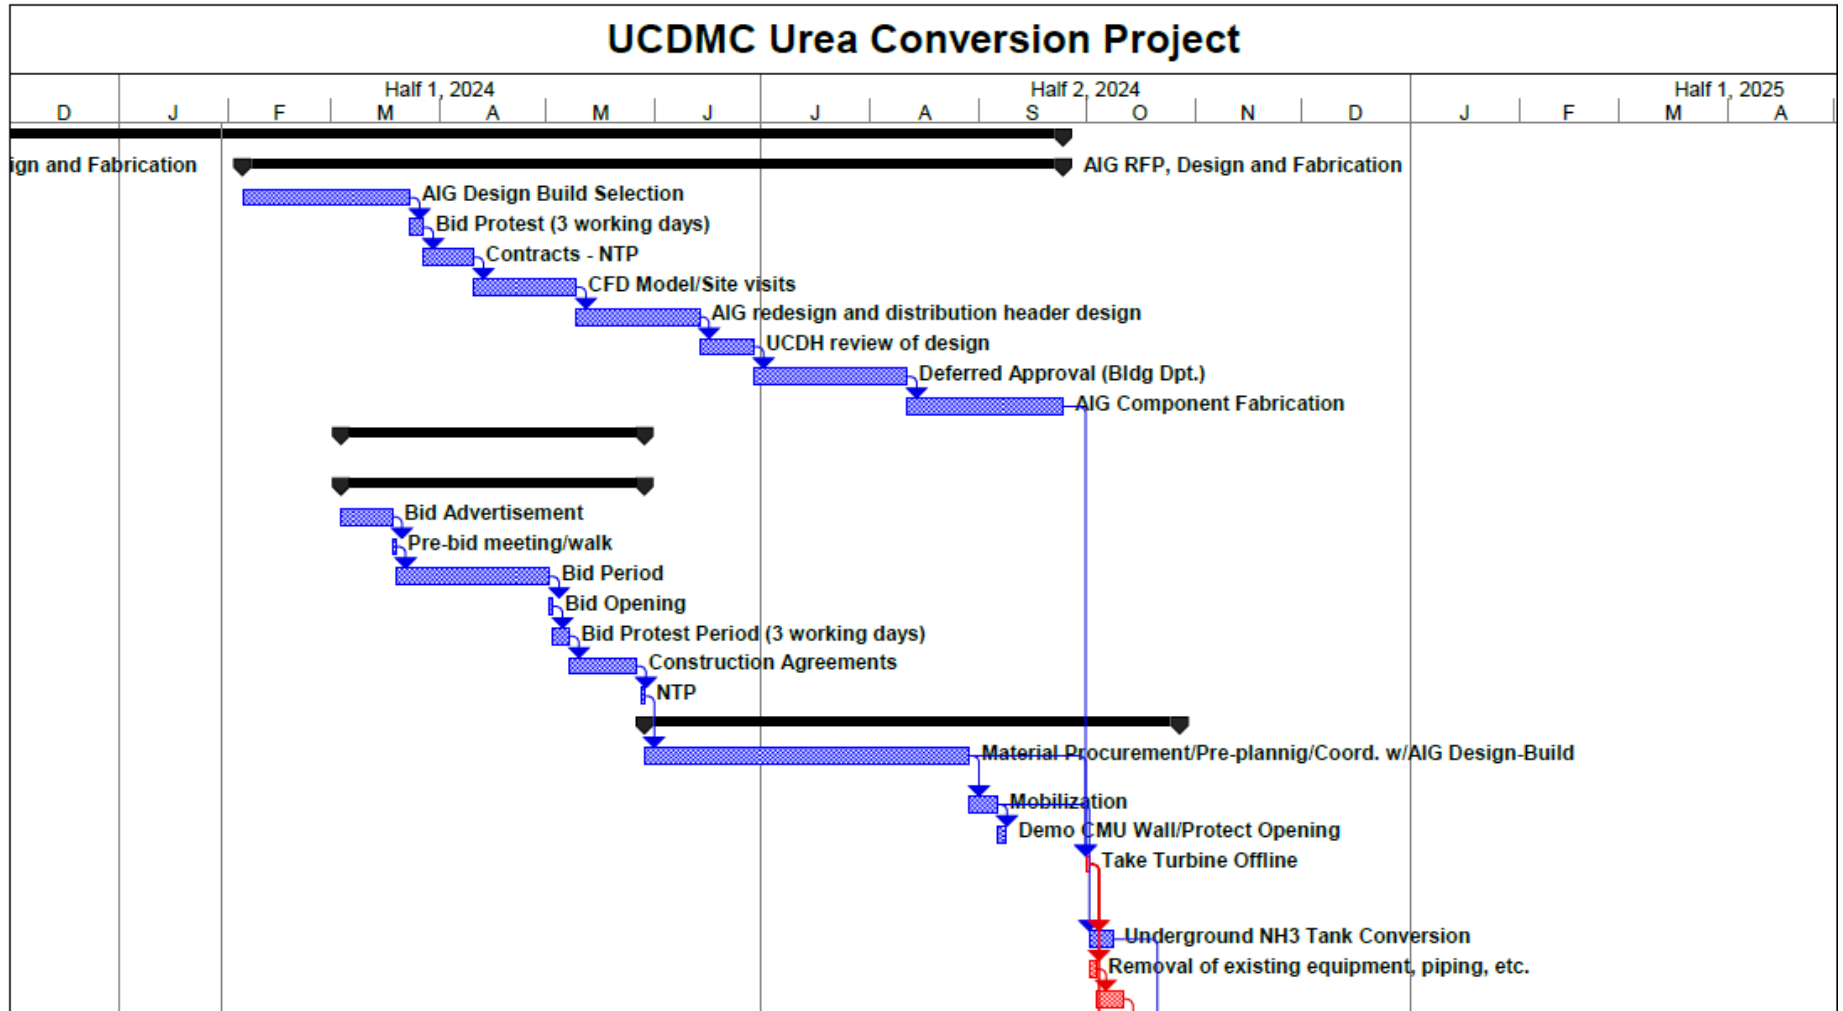 UCDMC Urea Conversion Project
Half 1, 2024 Half 2, 2024 Half 1, 2025
D J F M A M J J A S O N D J F M A
ign and Fabrication AIG RFP, Design and Fabrication
AIG Design Build Selection
Bid Protest (3 working days)
Contracts - NTP
CFD Model/Site visits
AIG redesign and distribution header design
UCDH review of design
Deferred Approval (Bldg Dpt.)
AIG Component Fabrication
Bid Advertisement
Pre-bid meeting/walk
Bid Period
Bid Opening
Bid Protest Period (3 working days)
Construction Agreements
NTP
Material Procurement/Pre-plannig/Coord. w/AIG Design-Build
Mobilization
Demo CMU Wall/Protect Opening
Take Turbine Offline
Underground NH3 Tank Conversion
Removal of existing equipment, piping, etc.